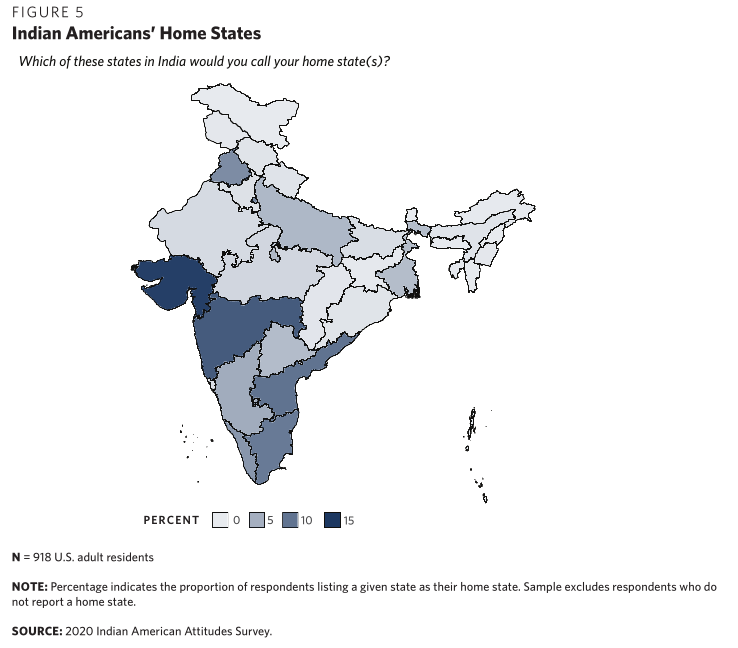 FIGURE 5
Indian Americans’ Home States
Which of these states in India would you call your home state(s)?
PERCENT 0 5 10 15
N = 918 U.S. adult residents
NOTE: Percentage indicates the proportion of respondents listing a given state as their home state. Sample excludes respondents who do
not report a home state.
SOURCE: 2020 Indian American Attitudes Survey.